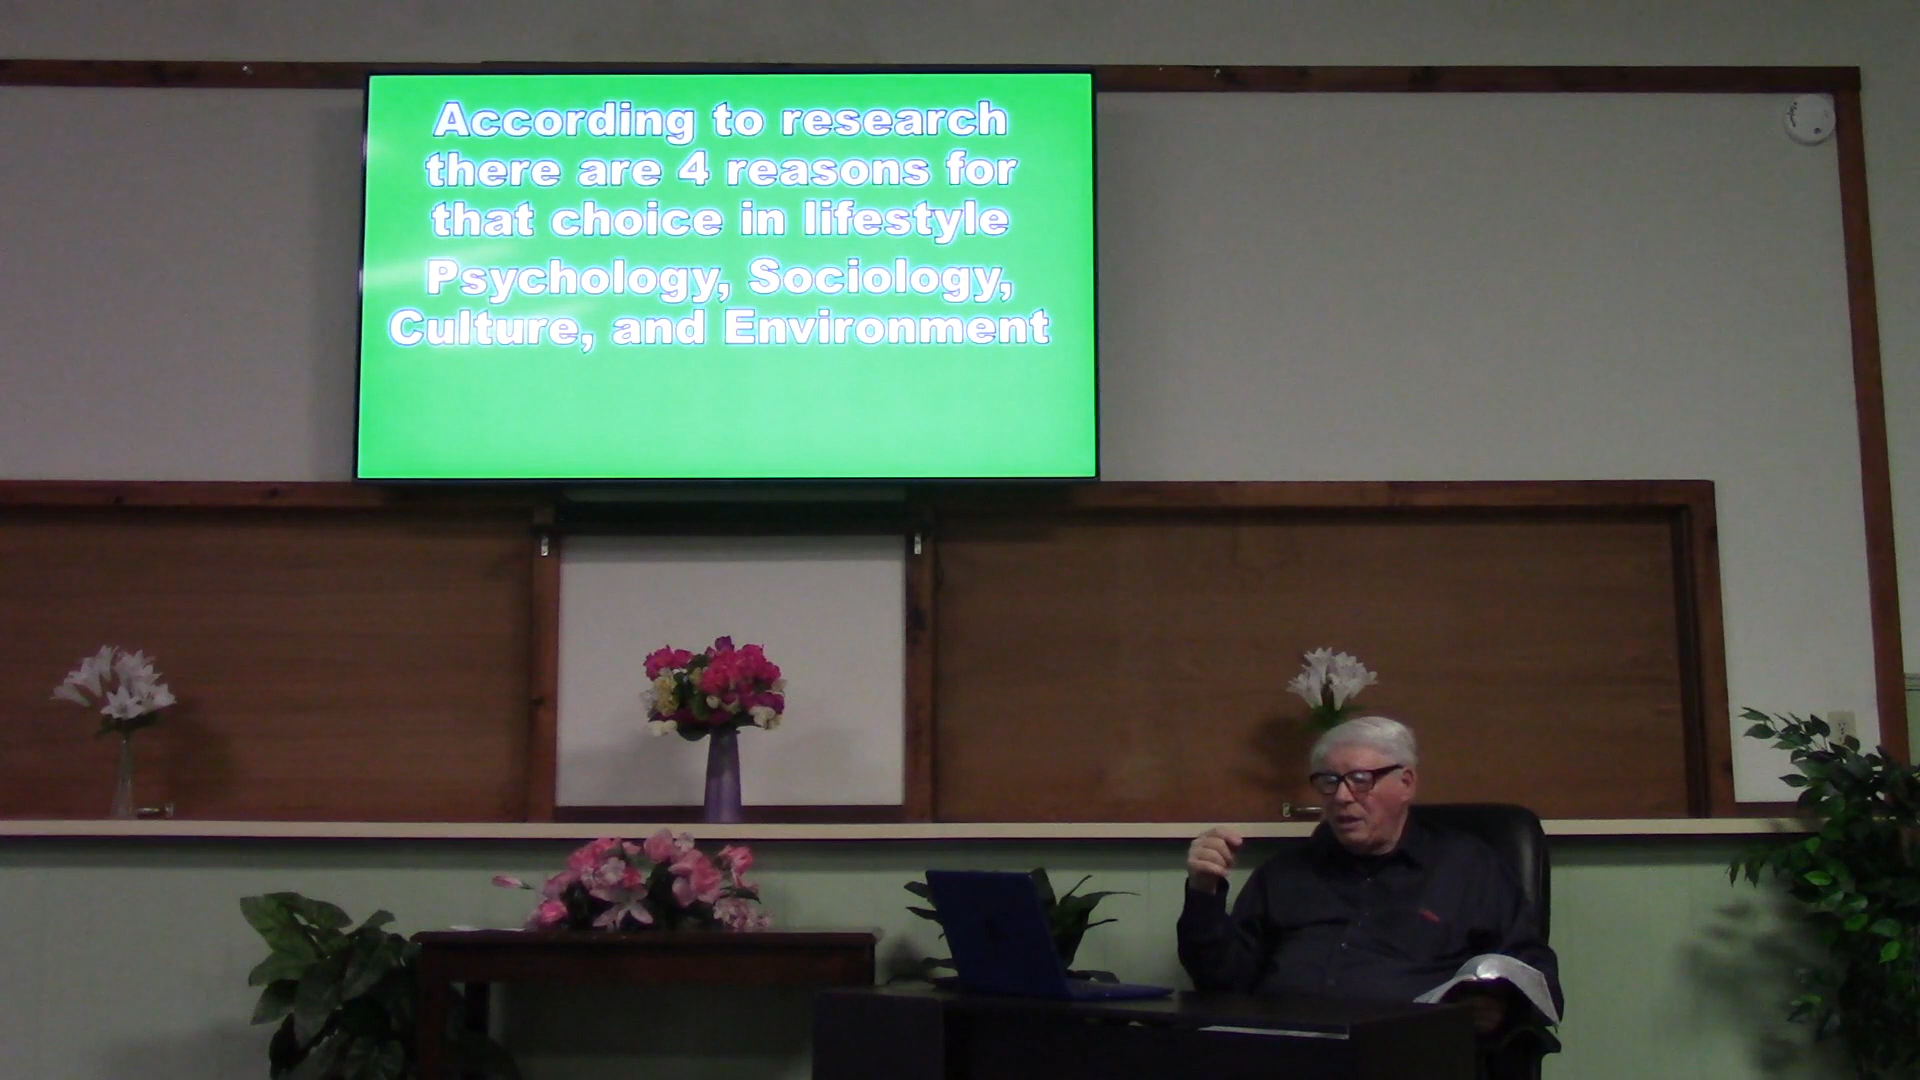 According to research
there are 4 reasons for
that choice in lifestyle
Psychology, Sociology,
Culture, and Environment